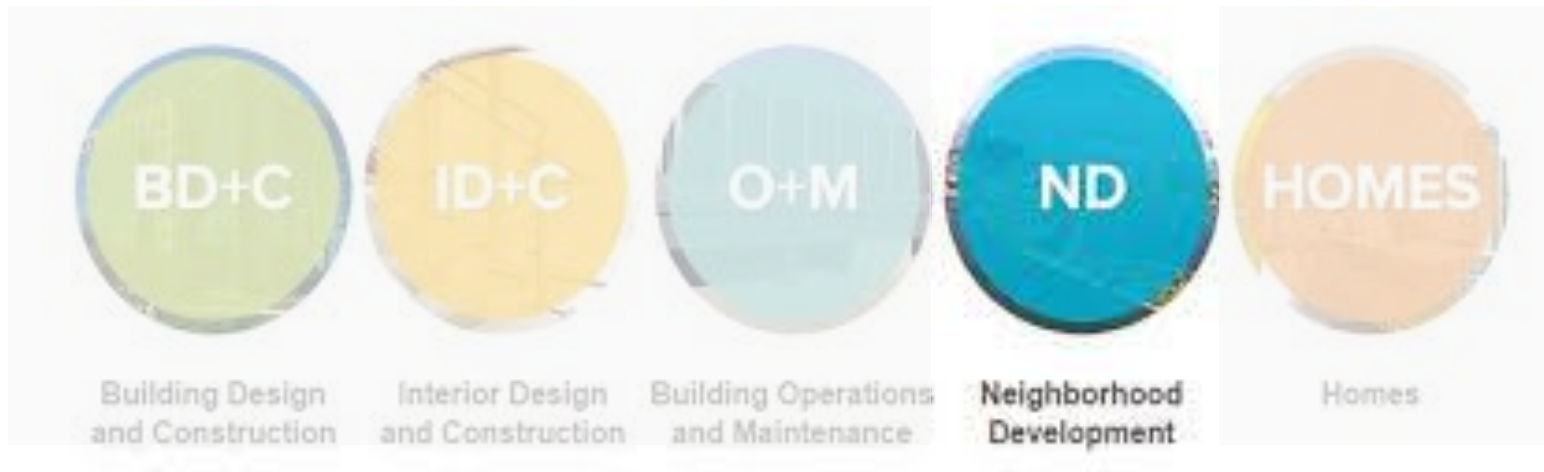 BD+C
ID+C
O+M
ND
HOMES
Building Design
and Construction
Interior Design
and Construction
Building Operations
and Maintenance
Neighborhood
Development
Homes